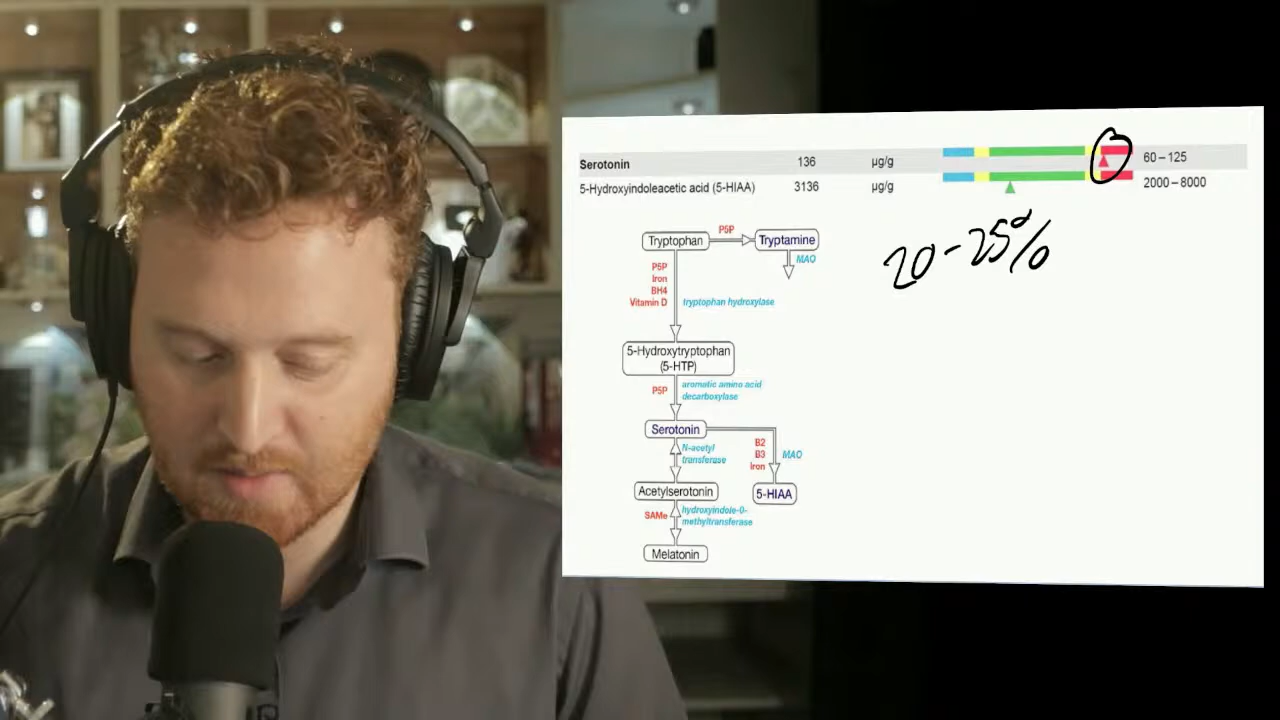 Serotonin 136 µg/g 60 – 125
5-Hydroxyindoleacetic acid (5-HIAA) 3136 µg/g 2000 – 8000
20-25%
Tryptophan P5P Tryptamine
MAO
P5P
Iron
BH4
Vitamin D tryptophan hydroxylase
5-Hydroxytryptophan
(5-HTP)
P5P aromatic amino acid
decarboxylase
Serotonin
N-acetyl
transferase
B2
B3
Iron
MAO
Acetylserotonin 5-HIAA
SAMe hydroxyindole-0-
methyltransferase
Melatonin